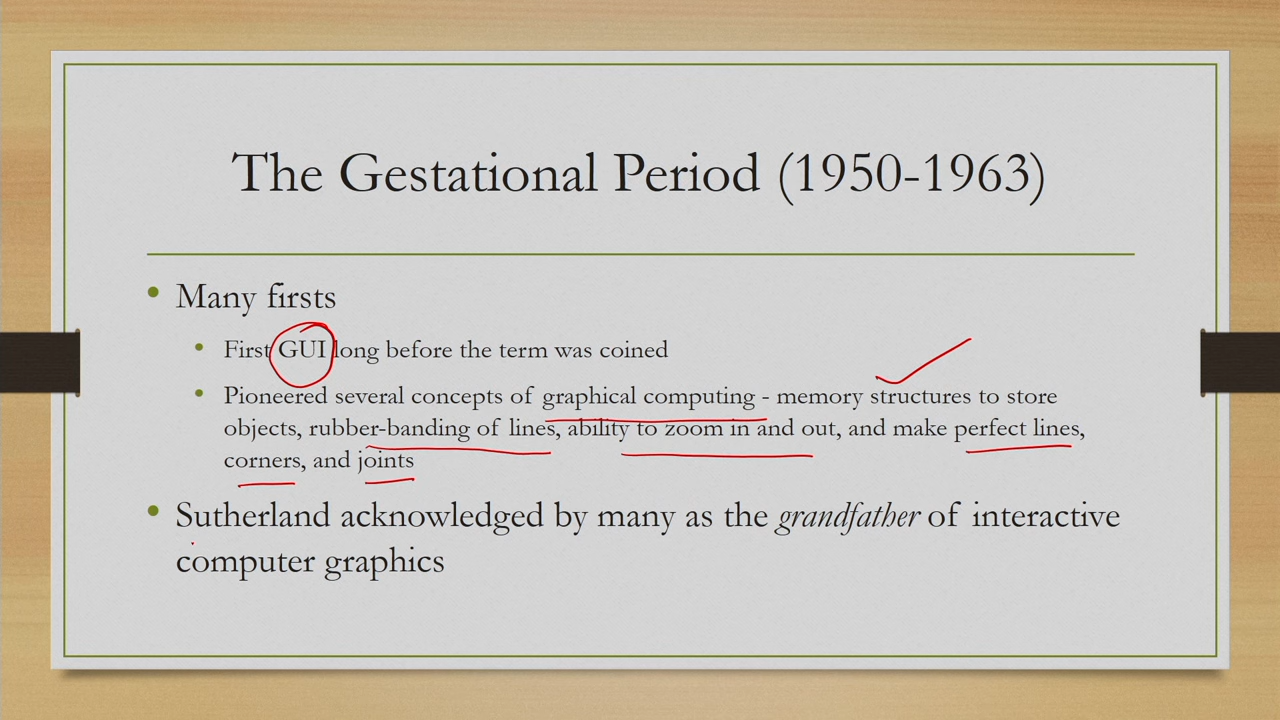 The Gestational Period (1950-1963)
• Many firsts
• First GUI long before the term was coined
• Pioneered several concepts of graphical computing - memory structures to store
objects, rubber-banding of lines, ability to zoom in and out, and make perfect lines,
corners, and joints
• Sutherland acknowledged by many as the grandfather of interactive
computer graphics